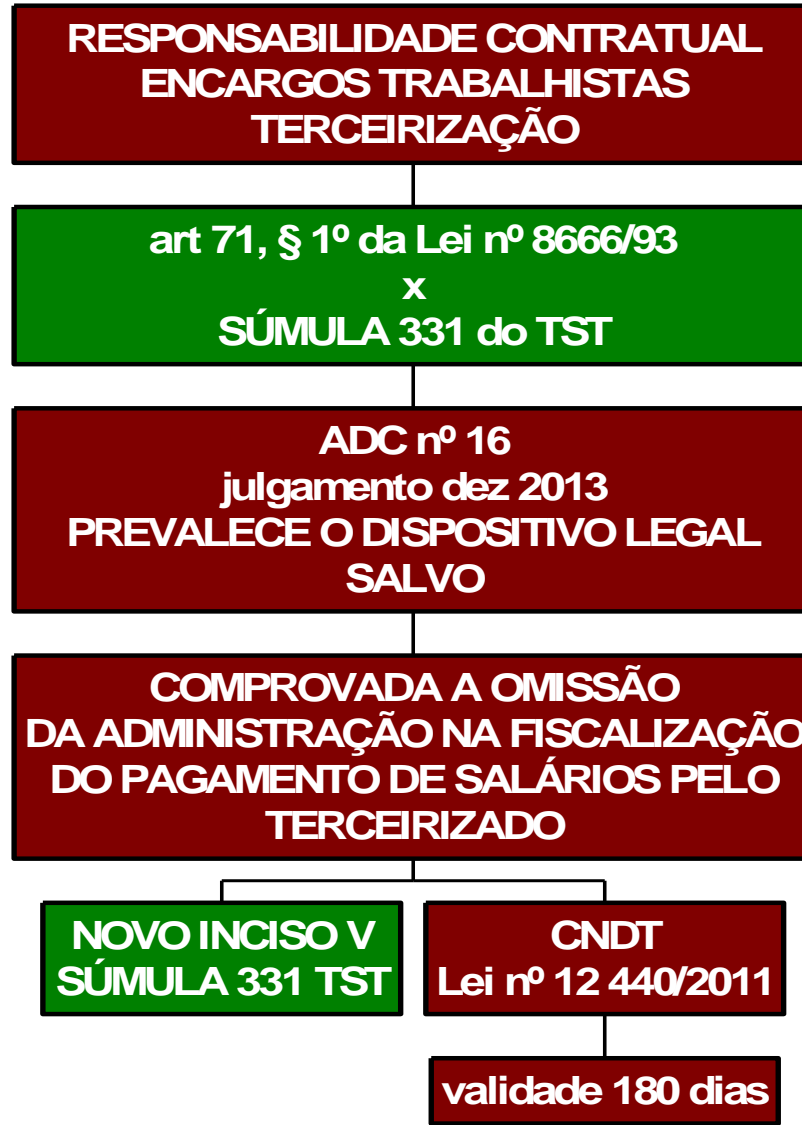 RESPONSABILIDADE CONTRATUAL
ENCARGOS TRABALHISTAS
TERCEIRIZAÇÃO
art 71, § 1º da Lei nº 8666/93
x
SÚMULA 331 do TST
ADC nº 16
julgamento dez 2013
PREVALECE O DISPOSITIVO LEGAL
SALVO
COMPROVADA A OMISSÃO
DA ADMINISTRAÇÃO NA FISCALIZAÇÃO
DO PAGAMENTO DE SALÁRIOS PELO
TERCEIRIZADO
NOVO INCISO V
SÚMULA 331 TST
CNDT
Lei nº 12 440/2011
validade 180 dias